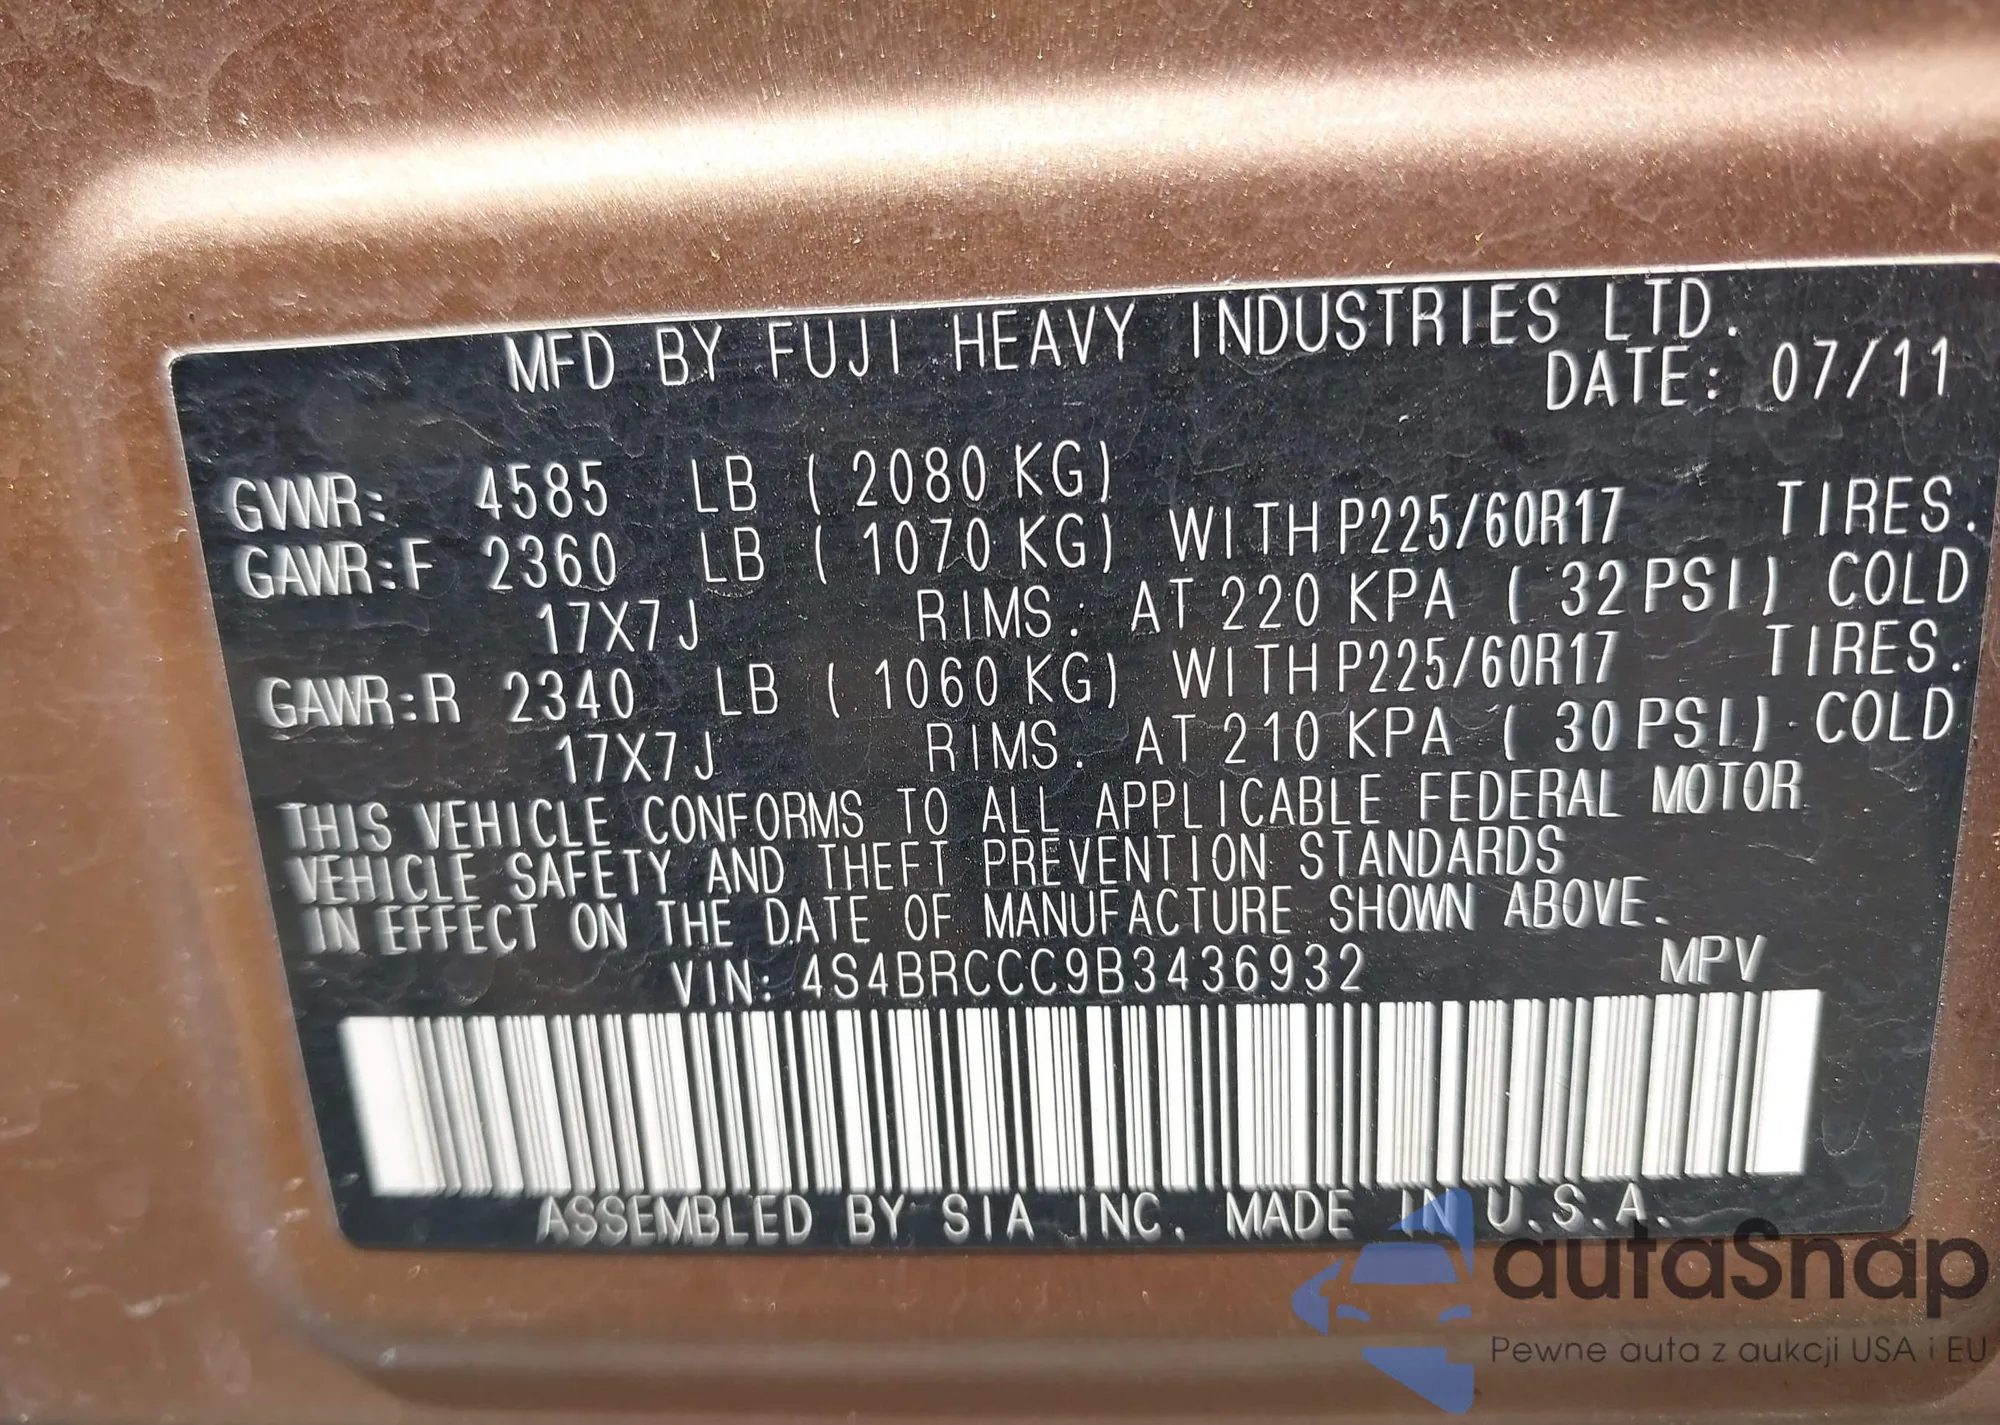 MFD BY FUJI HEAVY INDUSTRIES LTD.
DATE: 07/11
GVWR: 4585 LB ( 2080 KG)
GAWR:F 2360 LB ( 1070 KG) WITH P225/60R17 TIRES.
17X7J RIMS. AT 220 KPA ( 32 PSI) COLD
GAWR:R 2340 LB ( 1060 KG) WITH P225/60R17 TIRES.
17X7J RIMS. AT 210 KPA ( 30 PSI) COLD
THIS VEHICLE CONFORMS TO ALL APPLICABLE FEDERAL MOTOR
VEHICLE SAFETY AND THEFT PREVENTION STANDARDS
IN EFFECT ON THE DATE OF MANUFACTURE SHOWN ABOVE.
VIN: 4S4BRCCC9B3436932 MPV
ASSEMBLED BY SIA INC. MADE IN U.S.A.
autaSnap
Pewne auta z aukcji USA i EU